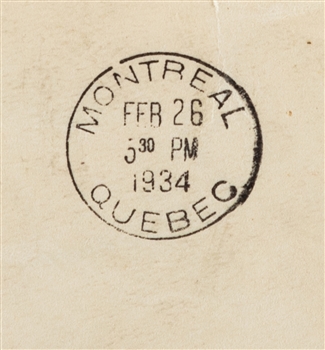 MONTREAL
FEB 26
5 30 PM
1934
QUEBEC